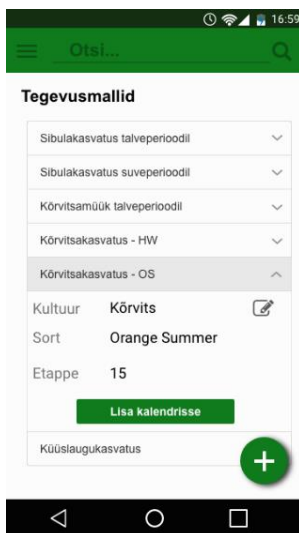 16:59
Otsi...
Tegevusmallid
Sibulakasvatus talveperioodil
Sibulakasvatus suveperioodil
Kõrvitsamüük talveperioodil
Kõrvitsakasvatus - HW
Kõrvitsakasvatus - OS
Kultuur Kõrvits
Sort Orange Summer
Etappe 15
Lisa kalendrisse
Küüslaugukasvatus
+